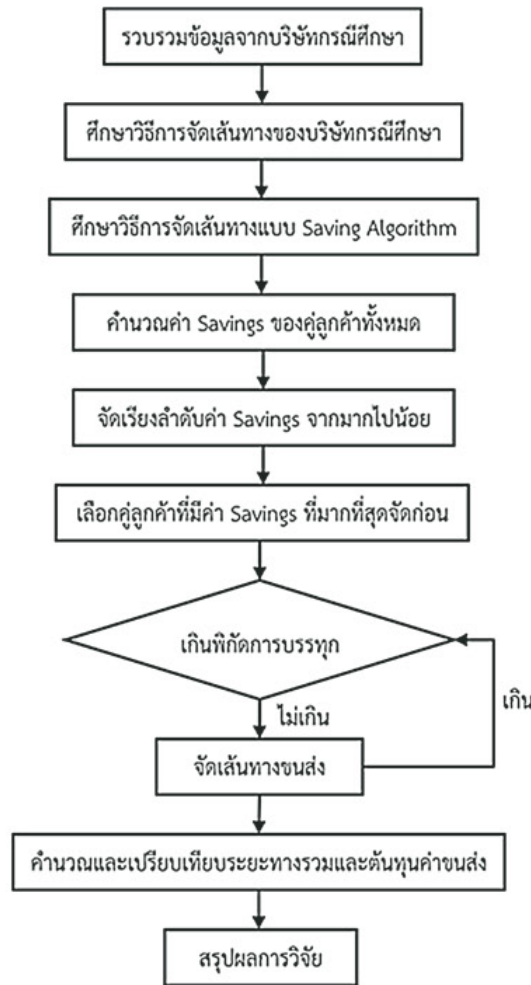 รวบรวมข้อมูลจากบริษัทกรณีศึกษา
ศึกษาวิธีการจัดเส้นทางของบริษัทกรณีศึกษา
ศึกษาวิธีการจัดเส้นทางแบบ Saving Algorithm
คำนวณค่า Savings ของคู่ลูกค้าทั้งหมด
จัดเรียงลำดับค่า Savings จากมากไปน้อย
เลือกคู่ลูกค้าที่มีค่า Savings ที่มากที่สุดจัดก่อน
เกินพิกัดการบรรทุก
เกิน
ไม่เกิน
จัดเส้นทางขนส่ง
คำนวณและเปรียบเทียบระยะทางรวมและต้นทุนค่าขนส่ง
สรุปผลการวิจัย